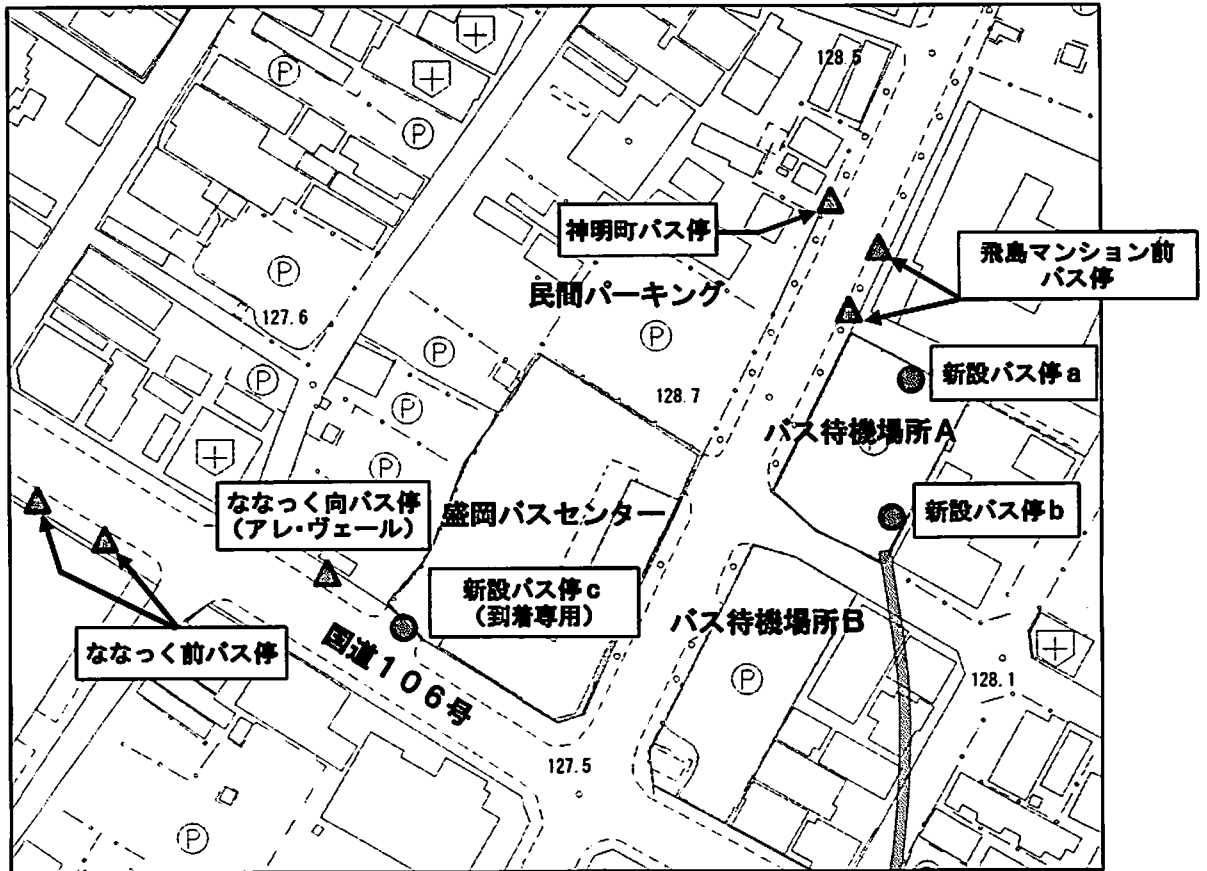 Ⓟ
128.5
Ⓟ
神明町バス停
飛島マンション前
バス停
Ⓟ
民間パーキング
127.6
Ⓟ
Ⓟ
新設バス停a
Ⓟ
128.7
バス待機場所A
Ⓟ
ななっく向バス停
(アレ・ヴェール)
盛岡バスセンター
新設バス停b
新設バス停c
(到着専用)
バス待機場所B
ななっく前バス停
国道106号
Ⓟ
128.1
127.5
Ⓟ